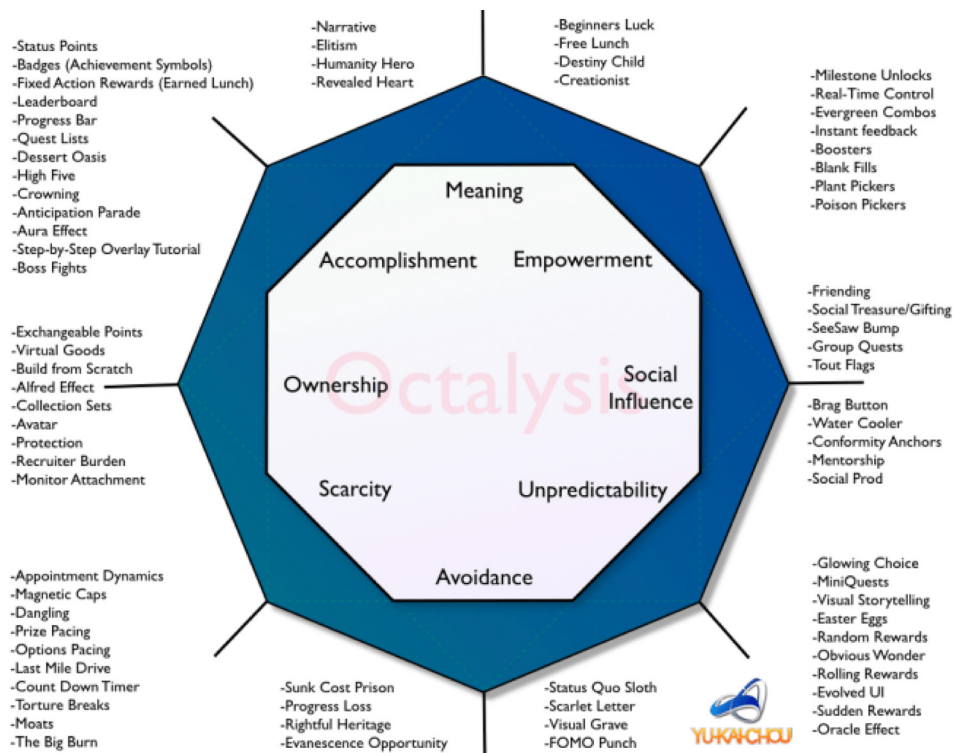 -Narrative
-Elitism
-Humanity Hero
-Revealed Heart
-Beginners Luck
-Free Lunch
-Destiny Child
-Creationist
-Status Points
-Badges (Achievement Symbols)
-Fixed Action Rewards (Earned Lunch)
-Leaderboard
-Progress Bar
-Quest Lists
-Dessert Oasis
-High Five
-Crowning
-Anticipation Parade
-Aura Effect
-Step-by-Step Overlay Tutorial
-Boss Fights
-Milestone Unlocks
-Real-Time Control
-Evergreen Combos
-Instant feedback
-Boosters
-Blank Fills
-Plant Pickers
-Poison Pickers
Meaning
Accomplishment
Empowerment
-Exchangeable Points
-Virtual Goods
-Build from Scratch
-Alfred Effect
-Collection Sets
-Avatar
-Protection
-Recruiter Burden
-Monitor Attachment
Ownership
Octalysis
Social
Influence
-Friending
-Social Treasure/Gifting
-SeeSaw Bump
-Group Quests
-Tout Flags
-Brag Button
-Water Cooler
-Conformity Anchors
-Mentorship
-Social Prod
Scarcity
Unpredictability
Avoidance
-Appointment Dynamics
-Magnetic Caps
-Dangling
-Prize Pacing
-Options Pacing
-Last Mile Drive
-Count Down Timer
-Torture Breaks
-Moats
-The Big Burn
-Sunk Cost Prison
-Progress Loss
-Rightful Heritage
-Evanescence Opportunity
-Status Quo Sloth
-Scarlet Letter
-Visual Grave
-FOMO Punch
YU-KAI-CHOU
-Glowing Choice
-MiniQuests
-Visual Storytelling
-Easter Eggs
-Random Rewards
-Obvious Wonder
-Rolling Rewards
-Evolved UI
-Sudden Rewards
-Oracle Effect